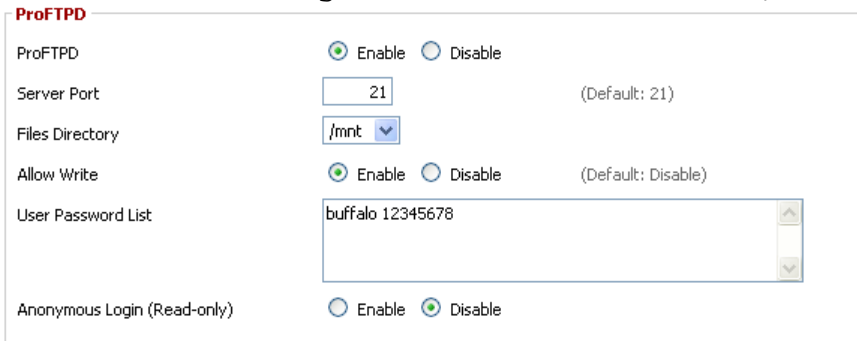 ProFTPD
ProFTPD Enable Disable
Server Port 21 (Default: 21)
Files Directory /mnt
Allow Write Enable Disable (Default: Disable)
User Password List buffalo 12345678
Anonymous Login (Read-only) Enable Disable